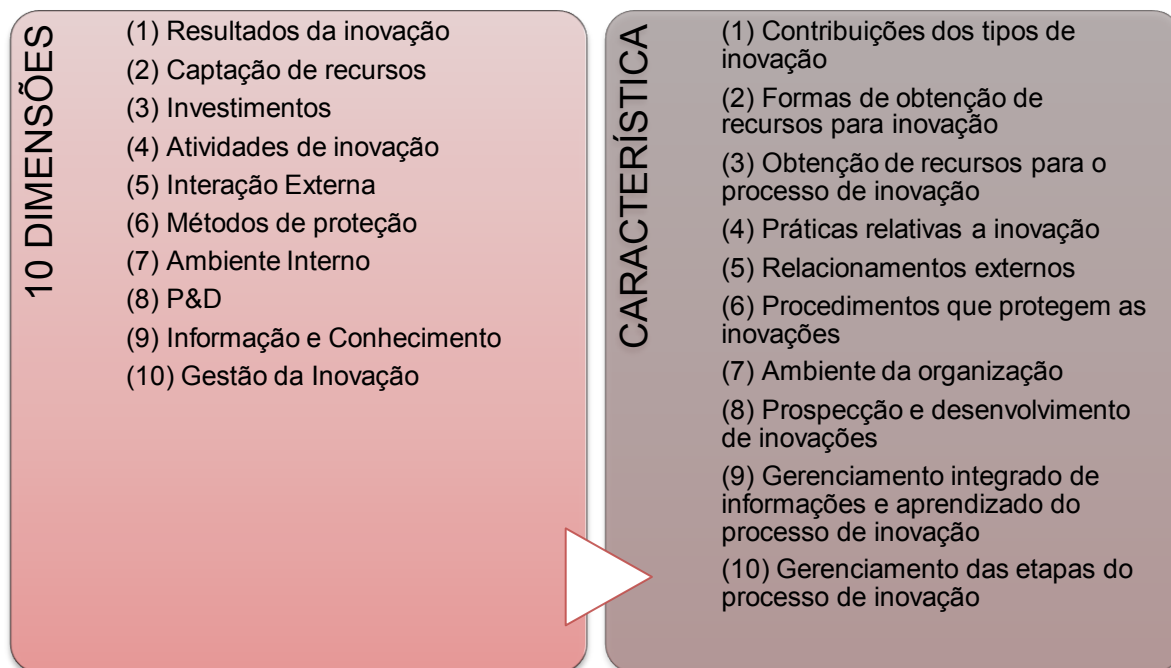 10 DIMENSÕES
(1) Resultados da inovação
(2) Captação de recursos
(3) Investimentos
(4) Atividades de inovação
(5) Interação Externa
(6) Métodos de proteção
(7) Ambiente Interno
(8) P&D
(9) Informação e Conhecimento
(10) Gestão da Inovação
CARACTERÍSTICA
(1) Contribuições dos tipos de
inovação
(2) Formas de obtenção de
recursos para inovação
(3) Obtenção de recursos para o
processo de inovação
(4) Práticas relativas a inovação
(5) Relacionamentos externos
(6) Procedimentos que protegem as
inovações
(7) Ambiente da organização
(8) Prospecção e desenvolvimento
de inovações
(9) Gerenciamento integrado de
informações e aprendizado do
processo de inovação
(10) Gerenciamento das etapas do
processo de inovação